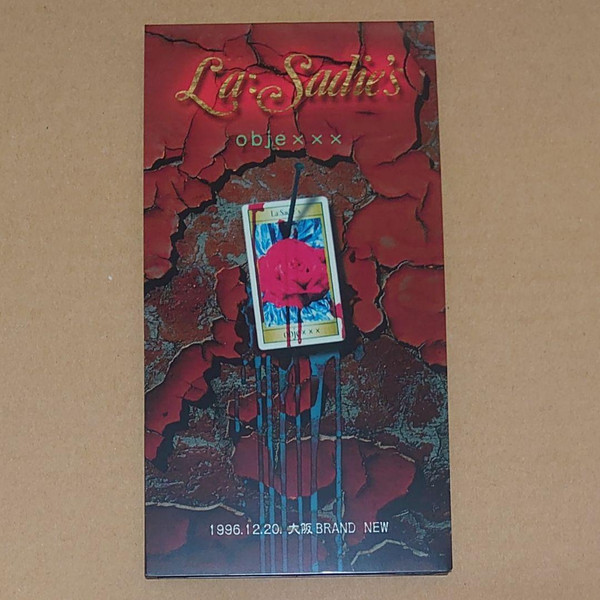 La:Sadie's
obje×××
La Sadie's
obje×××
1996.12.20. 大阪 BRAND NEW